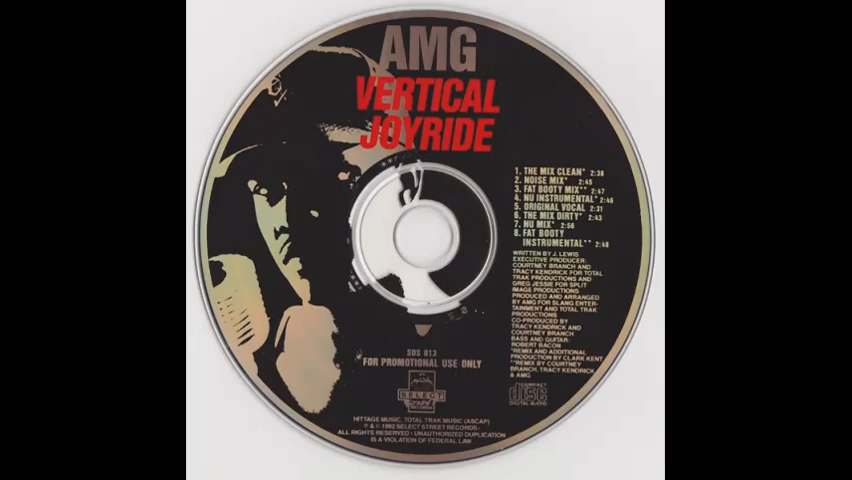 AMG
VERTICAL
JOYRIDE
1. THE MIX CLEAN* 2:38
2. NOISE MIX* 2:45
3. FAT BOOTY MIX** 2:47
4. NU INSTRUMENTAL* 2:46
5. ORIGINAL VOCAL 2:31
6. THE MIX DIRTY* 2:43
7. NU MIX* 2:56
8. FAT BOOTY
INSTRUMENTAL** 2:48
WRITTEN BY J. LEWIS
EXECUTIVE PRODUCER:
COURTNEY BRANCH AND
TRACY KENDRICK FOR TOTAL
TRAK PRODUCTIONS AND
GREG JESSIE FOR SPLIT
IMAGE PRODUCTIONS
PRODUCED AND ARRANGED
BY AMG FOR SLANG ENTER-
TAINMENT AND TOTAL TRAK
PRODUCTIONS
CO-PRODUCED BY
TRACY KENDRICK AND
COURTNEY BRANCH
BASS AND GUITAR:
ROBERT BACON
*REMIX AND ADDITIONAL
PRODUCTION BY CLARK KENT
**REMIX BY COURTNEY
BRANCH, TRACY KENDRICK
& AMG
SDS 813
FOR PROMOTIONAL USE ONLY
SELECT
Street
RECORDS
COMPACT
disc
DIGITAL AUDIO
HITTAGE MUSIC, TOTAL TRAK MUSIC (ASCAP)
℗ & © 1992 SELECT STREET RECORDS•
ALL RIGHTS RESERVED • UNAUTHORIZED DUPLICATION
IS A VIOLATION OF FEDERAL LAW